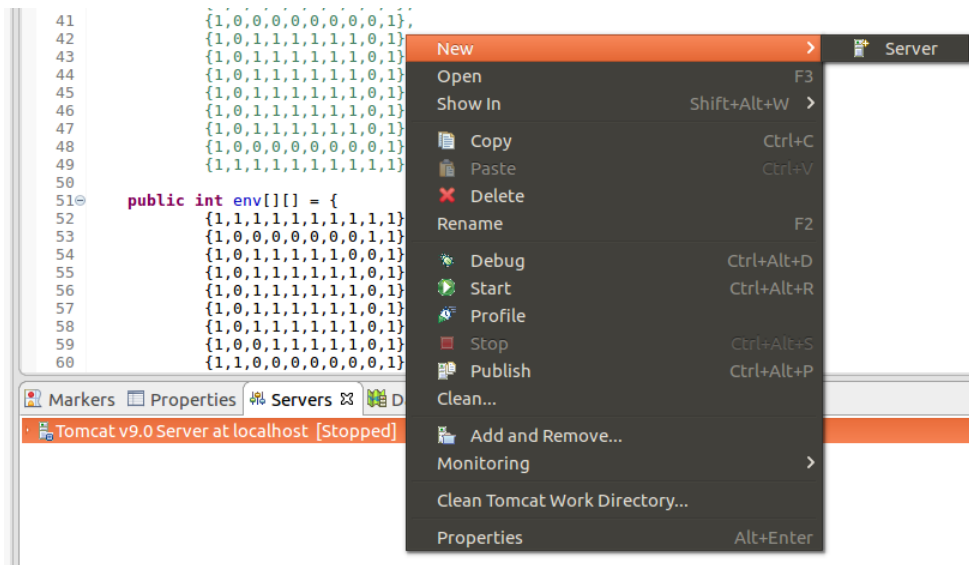 41 {1,0,0,0,0,0,0,0,0,1},
42 {1,0,1,1,1,1,1,1,0,1}
43 {1,0,1,1,1,1,1,1,0,1}
44 {1,0,1,1,1,1,1,1,0,1}
45 {1,0,1,1,1,1,1,1,0,1}
46 {1,0,1,1,1,1,1,1,0,1}
47 {1,0,1,1,1,1,1,1,0,1}
48 {1,0,0,0,0,0,0,0,0,1}
49 {1,1,1,1,1,1,1,1,1,1}
50
51 public int env[][] = {
52 {1,1,1,1,1,1,1,1,1,1}
53 {1,0,0,0,0,0,0,0,1,1}
54 {1,0,1,1,1,1,1,0,0,1}
55 {1,0,1,1,1,1,1,1,0,1}
56 {1,0,1,1,1,1,1,1,0,1}
57 {1,0,1,1,1,1,1,1,0,1}
58 {1,0,1,1,1,1,1,1,0,1}
59 {1,0,0,1,1,1,1,1,0,1}
60 {1,1,0,0,0,0,0,0,0,1}
New > Server
Open F3
Show In Shift+Alt+W >
Copy Ctrl+C
Paste Ctrl+V
Delete
Rename F2
Debug Ctrl+Alt+D
Start Ctrl+Alt+R
Profile
Stop Ctrl+Alt+S
Publish Ctrl+Alt+P
Clean...
Add and Remove...
Monitoring >
Clean Tomcat Work Directory...
Properties Alt+Enter
Markers Properties Servers D
Tomcat v9.0 Server at localhost [Stopped]